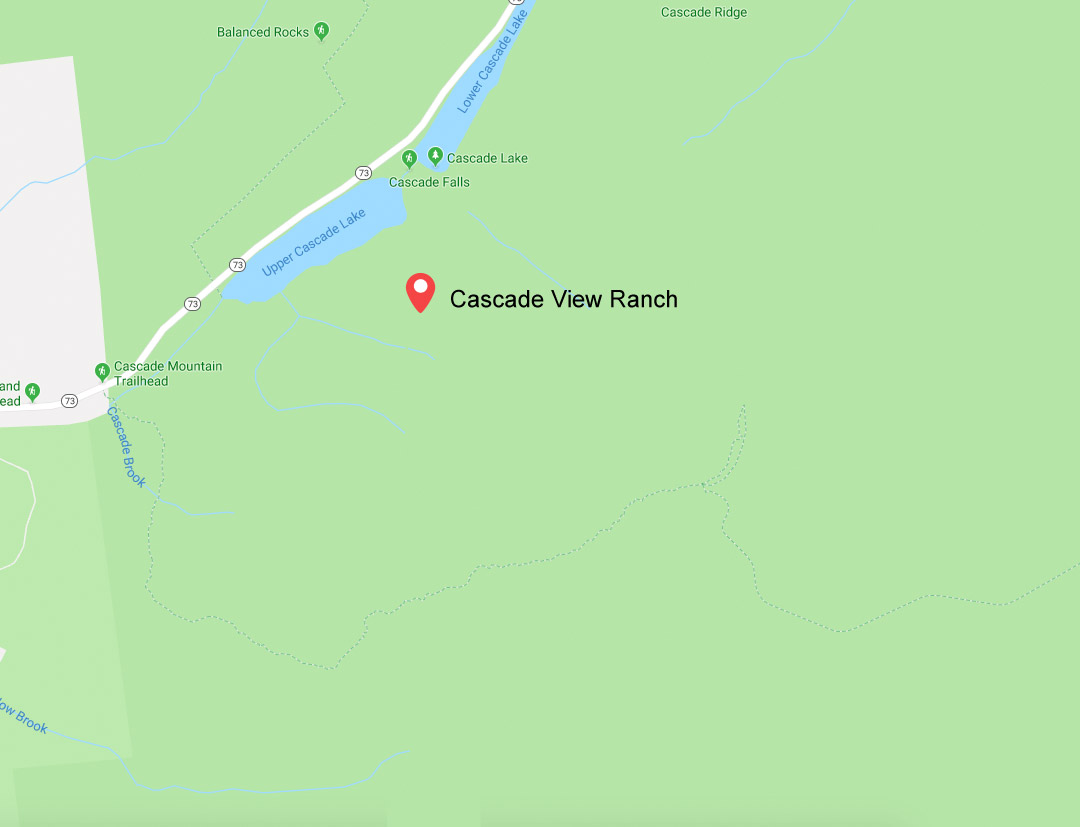 Cascade Ridge
Balanced Rocks
Lower Cascade Lake
Cascade Lake
73
Cascade Falls
Upper Cascade Lake
73
Cascade View Ranch
73
Cascade Mountain
Trailhead
and
ead
73
Cascade Brook
ow Brook